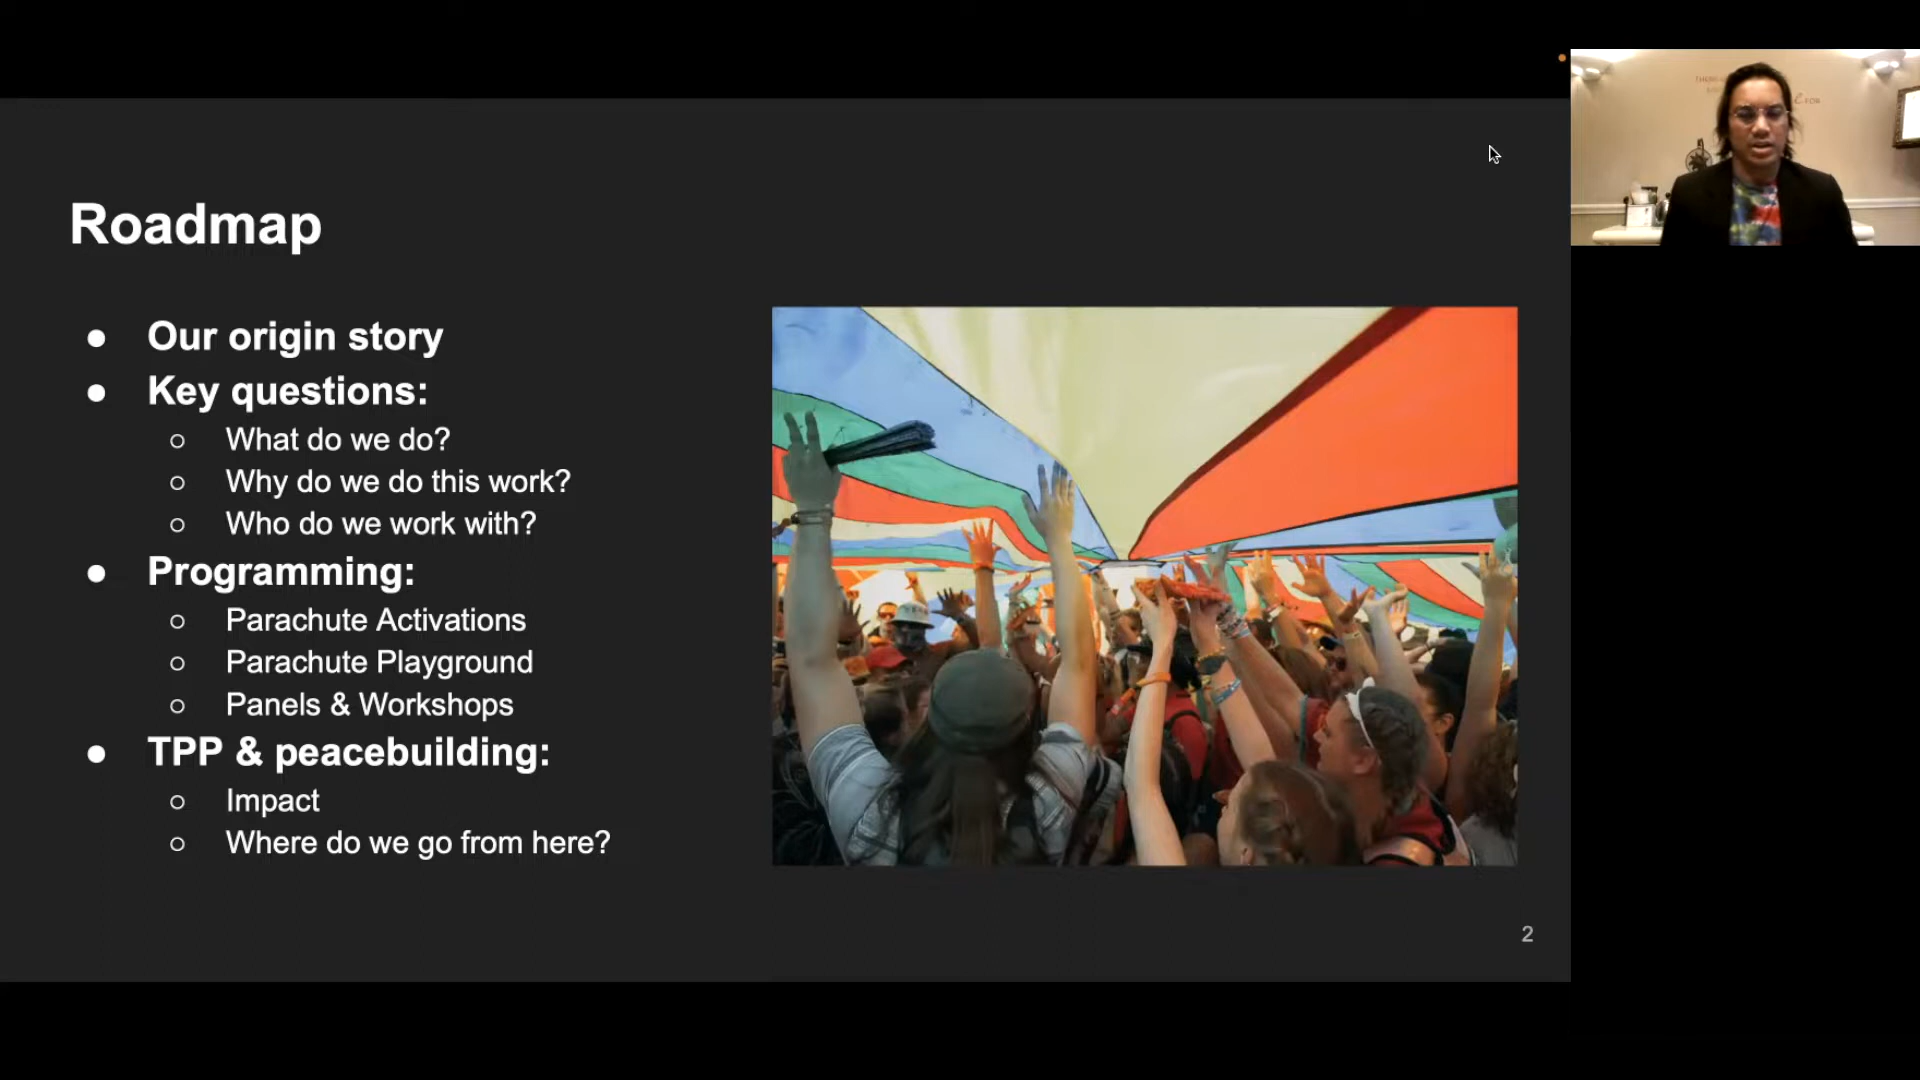 Roadmap
● Our origin story
● Key questions:
○ What do we do?
○ Why do we do this work?
○ Who do we work with?
● Programming:
○ Parachute Activations
○ Parachute Playground
○ Panels & Workshops
● TPP & peacebuilding:
○ Impact
○ Where do we go from here?
2
FOR